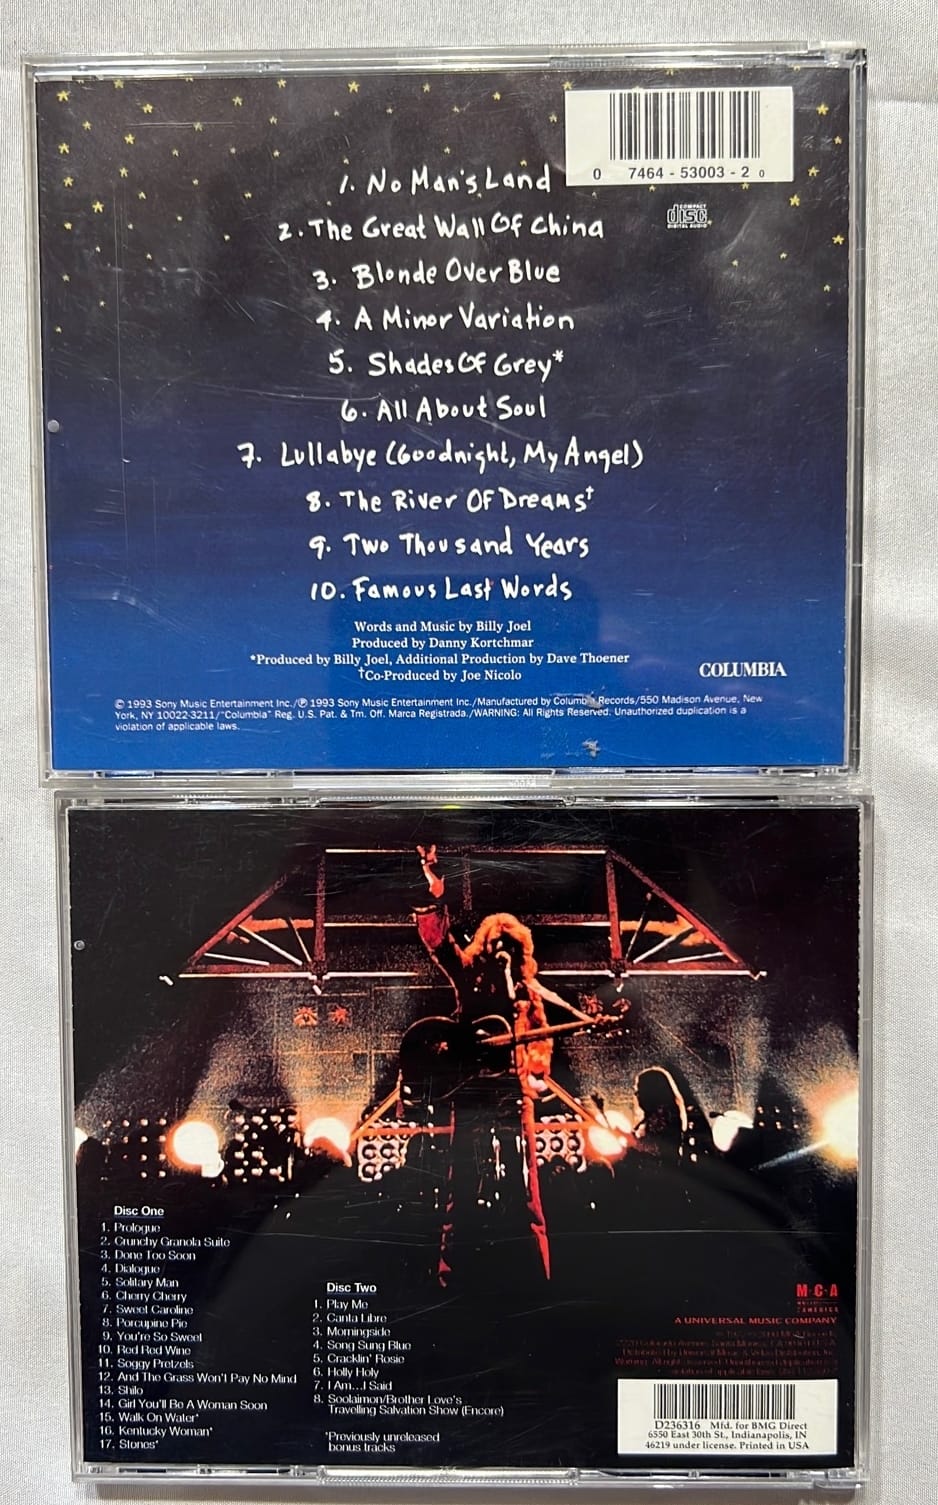 0 7464-53003-2 0
1. No Man's Land
COMPACT
disc
DIGITAL AUDIO
2. The Great Wall Of China
3. Blonde Over Blue
4. A Minor Variation
5. Shades Of Grey*
6. All About Soul
7. Lullabye (Goodnight, My Angel)
8. The River Of Dreams†
9. Two Thousand Years
10. Famous Last Words
Words and Music by Billy Joel
Produced by Danny Kortchmar
*Produced by Billy Joel, Additional Production by Dave Thoener
†Co-Produced by Joe Nicolo
COLUMBIA
© 1993 Sony Music Entertainment Inc./℗ 1993 Sony Music Entertainment Inc./Manufactured by Columbia Records/550 Madison Avenue, New
York, NY 10022-3211/"Columbia" Reg. U.S. Pat. & Tm. Off. Marca Registrada./WARNING: All Rights Reserved. Unauthorized duplication is a
violation of applicable laws.
Disc One
1. Prologue
2. Crunchy Granola Suite
3. Done Too Soon
4. Dialogue
5. Solitary Man
6. Cherry Cherry
7. Sweet Caroline
8. Porcupine Pie
9. You're So Sweet
10. Red Red Wine
11. Soggy Pretzels
12. And The Grass Won't Pay No Mind
13. Shilo
14. Girl You'll Be A Woman Soon
15. Walk On Water*
16. Kentucky Woman*
17. Stones*
Disc Two
1. Play Me
2. Canta Libre
3. Morningside
4. Song Sung Blue
5. Cracklin' Rosie
6. Holly Holy
7. I Am...I Said
8. Soolaimon/Brother Love's
Travelling Salvation Show (Encore)
*Previously unreleased
bonus tracks
M·C·A
A UNIVERSAL MUSIC COMPANY
D236316 Mfd. for BMG Direct
6550 East 30th St., Indianapolis, IN
46219 under license. Printed in USA